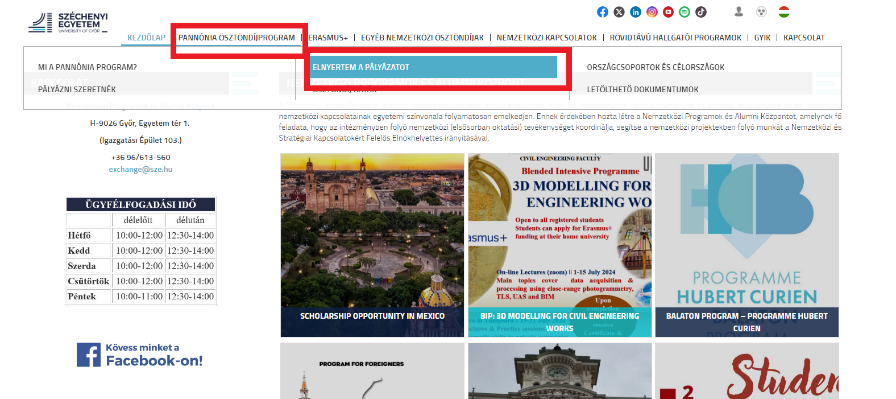 SZÉCHENYI
EGYETEM
UNIVERSITY OF GYŐR
KEZDŐLAP
PANNÓNIA ÖSZTÖNDÍJPROGRAM
ERASMUS+
EGYÉB NEMZETKÖZI ÖSZTÖNDÍJAK
NEMZETKÖZI KAPCSOLATOK
RÖVIDTÁVÚ HALLGATÓI PROGRAMOK
GYIK
KAPCSOLAT
MI A PANNÓNIA PROGRAM?
ELNYERTEM A PÁLYÁZATOT
ORSZÁGCSOPORTOK ÉS CÉLORSZÁGOK
PÁLYÁZNI SZERETNÉK
LETÖLTHETŐ DOKUMENTUMOK
H-9026 Győr, Egyetem tér 1.
(Igazgatási Épület 103.)
+36 96/613-560
exchange@sze.hu
nemzetközi kapcsolatainak egyetemi színvonala folyamatosan emelkedjen. Ennek érdekében hozta létre a Nemzetközi Programok és Alumni Központot, amelynek fő
feladata, hogy az intézményben folyó nemzetközi (elsősorban oktatási) tevékenységet koordinálja, segítse a nemzetközi projektekben folyó munkát a Nemzetközi és
Stratégiai Kapcsolatokért Felelős Elnökhelyettes irányításával.
ÜGYFÉLFOGADÁSI IDŐ
délelőtt délután
Hétfő 10:00-12:00 12:30-14:00
Kedd 10:00-12:00 12:30-14:00
Szerda 10:00-12:00 12:30-14:00
Csütörtök 10:00-12:00 12:30-14:00
Péntek 10:00-11:00 12:30-14:00
Kövess minket a
Facebook-on!
SCHOLARSHIP OPPORTUNITY IN MEXICO
CIVIL ENGINEERING FACULTY
Blended Intensive Programme
3D MODELLING FOR
ENGINEERING WO
Open to all registered students
Students can apply for Erasmus+
funding at their home university
asmus+
On-line Lectures (zoom) || 1-15 July 2024
Main topics cover data acquisition &
processing using close-range photogrammetry,
TLS, UAS and BIM
Upon
BIP: 3D MODELLING FOR CIVIL ENGINEERING
WORKS
PROGRAMME
HUBERT CURIEN
BALATON PROGRAM – PROGRAMME HUBERT
CURIEN
PROGRAM FOR FOREIGNERS
Studen
2